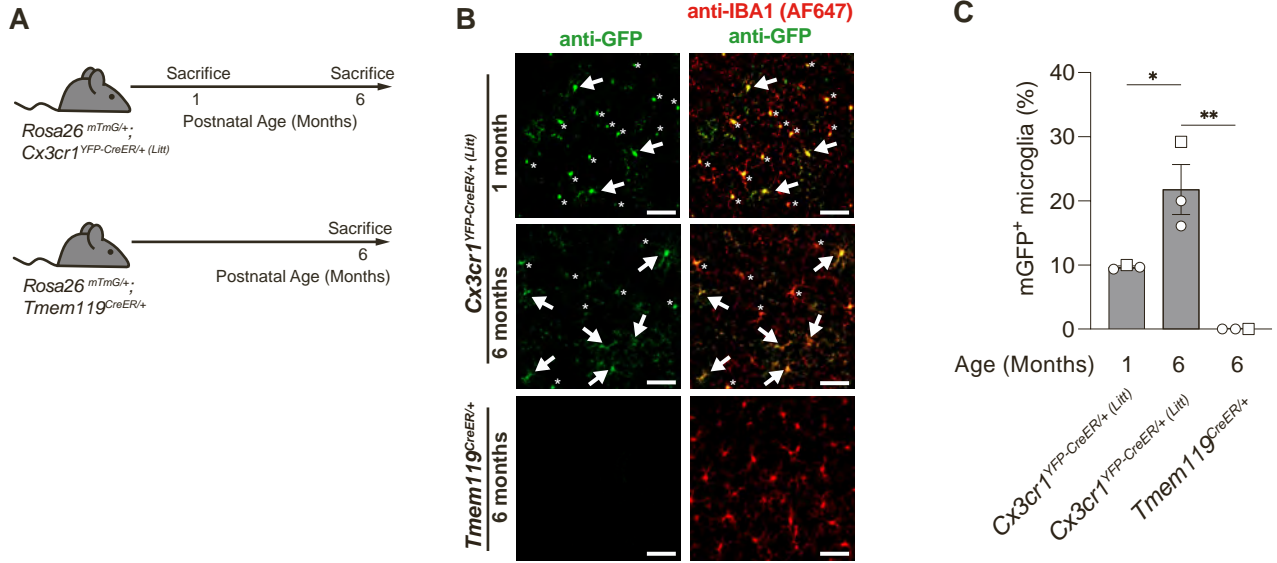 A
Sacrifice
Sacrifice
1
6
Postnatal Age (Months)
Rosa26 mTmG/+;
Cx3cr1YFP-CreER/+ (Litt)
Sacrifice
6
Postnatal Age (Months)
Rosa26 mTmG/+;
Tmem119CreER/+
B
anti-GFP
anti-IBA1 (AF647)
anti-GFP
Cx3cr1YFP-CreER/+ (Litt)
1 month
6 months
Tmem119CreER/+
6 months
C
mGFP+ microglia (%)
40
30
20
10
0
*
**
Age (Months)
1
6
6
Cx3cr1YFP-CreER/+ (Litt)
Cx3cr1YFP-CreER/+ (Litt)
Tmem119CreER/+